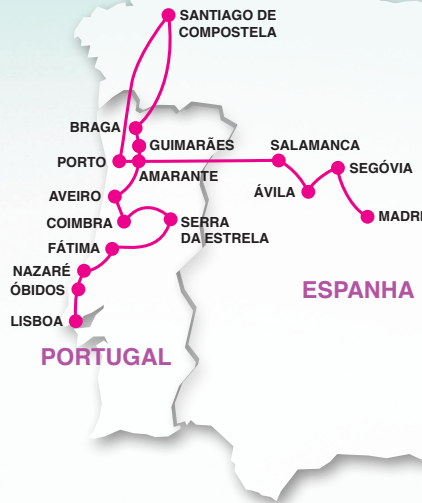 SANTIAGO DE
COMPOSTELA
BRAGA
GUIMARÃES
PORTO
AMARANTE
SALAMANCA
SEGÓVIA
ÁVILA
MADRI
AVEIRO
COIMBRA
SERRA
DA ESTRELA
FÁTIMA
NAZARÉ
ÓBIDOS
LISBOA
ESPANHA
PORTUGAL